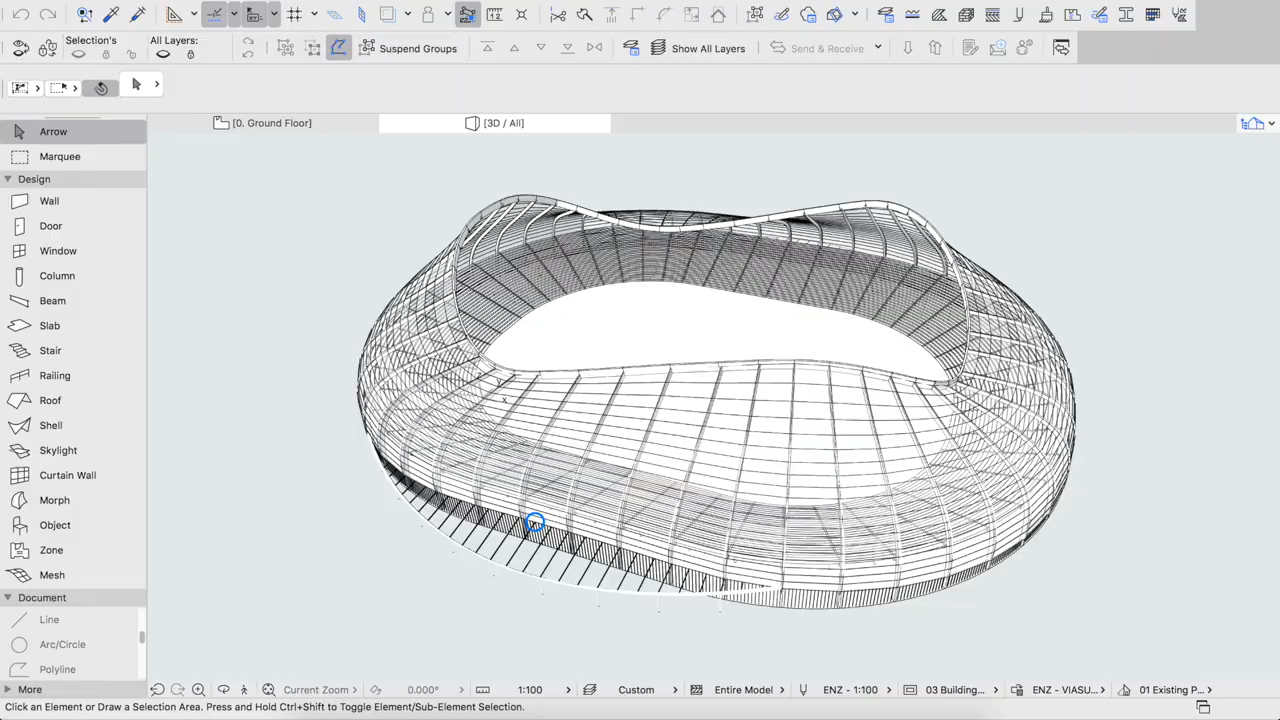 Selection's
All Layers:
Suspend Groups
Show All Layers
Send & Receive
[0. Ground Floor]
[3D / All]
Arrow
Marquee
Design
Wall
Door
Window
Column
Beam
Slab
Stair
Railing
Roof
Shell
Skylight
Curtain Wall
Morph
Object
Zone
Mesh
Document
Line
Arc/Circle
Polyline
More
Current Zoom
0.000°
1:100
Custom
Entire Model
ENZ - 1:100
03 Building...
ENZ - VIASU...
01 Existing P...
Click an Element or Draw a Selection Area. Press and Hold Ctrl+Shift to Toggle Element/Sub-Element Selection.